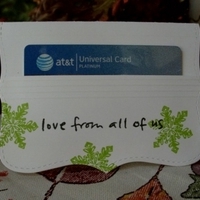 at&t Universal Card
PLATINUM
love from all of us